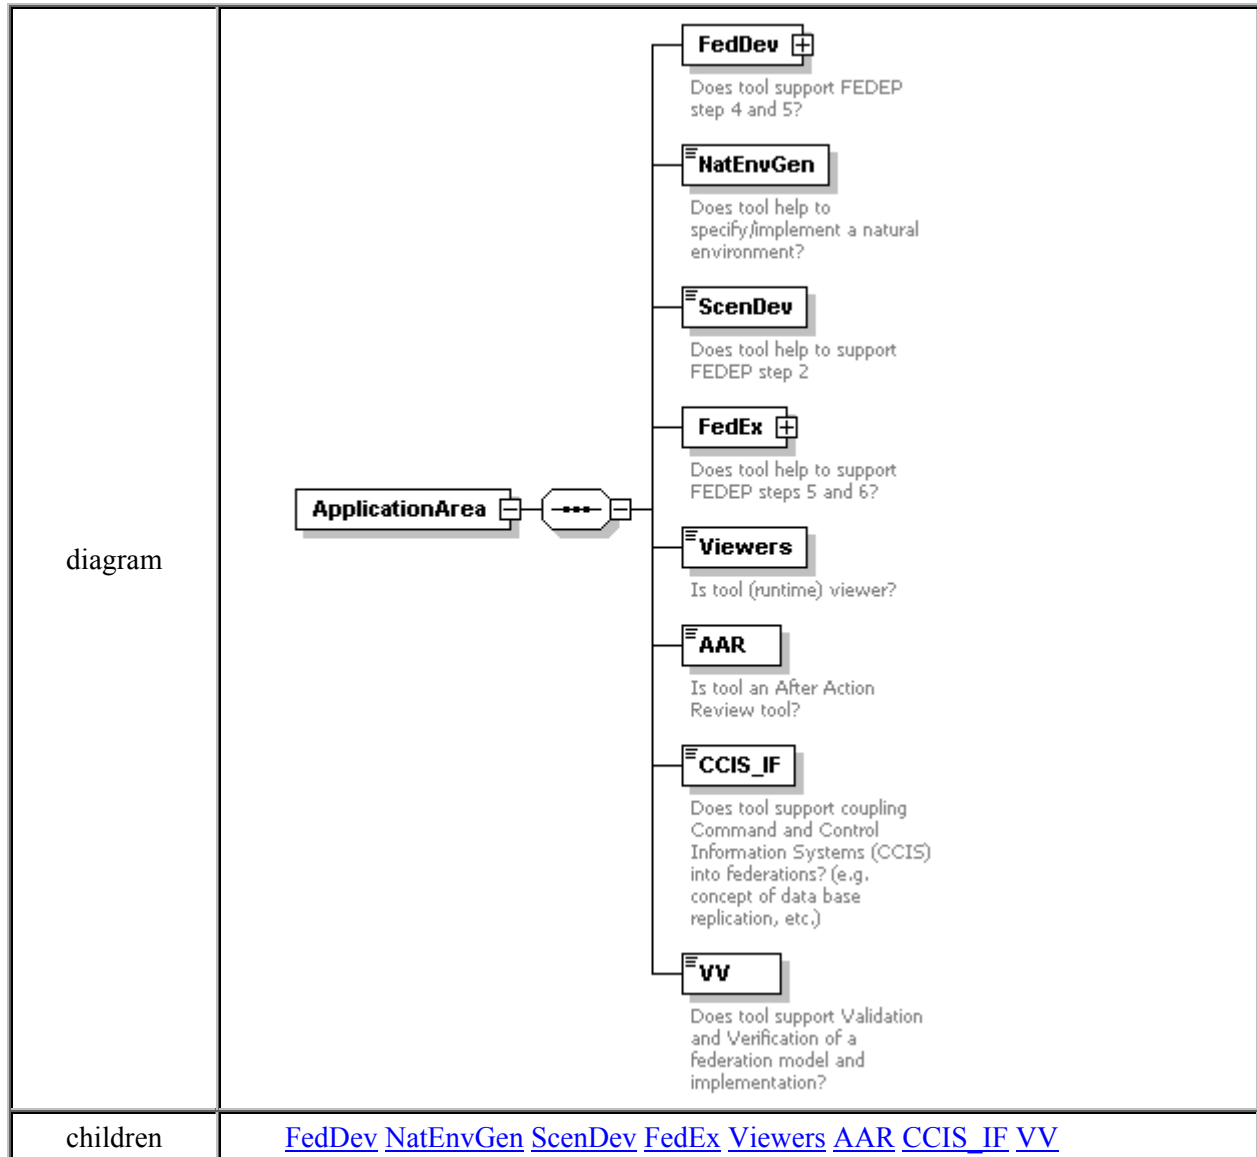 FedDev
Does tool support FEDEP
step 4 and 5?
NatEnvGen
Does tool help to
specify/implement a natural
environment?
ScenDev
Does tool help to support
FEDEP step 2
FedEx
Does tool help to support
FEDEP steps 5 and 6?
ApplicationArea
diagram
Viewers
Is tool (runtime) viewer?
AAR
Is tool an After Action
Review tool?
CCIS_IF
Does tool support coupling
Command and Control
Information Systems (CCIS)
into federations? (e.g.
concept of data base
replication, etc.)
VV
Does tool support Validation
and Verification of a
federation model and
implementation?
children FedDev NatEnvGen ScenDev FedEx Viewers AAR CCIS_IF VV